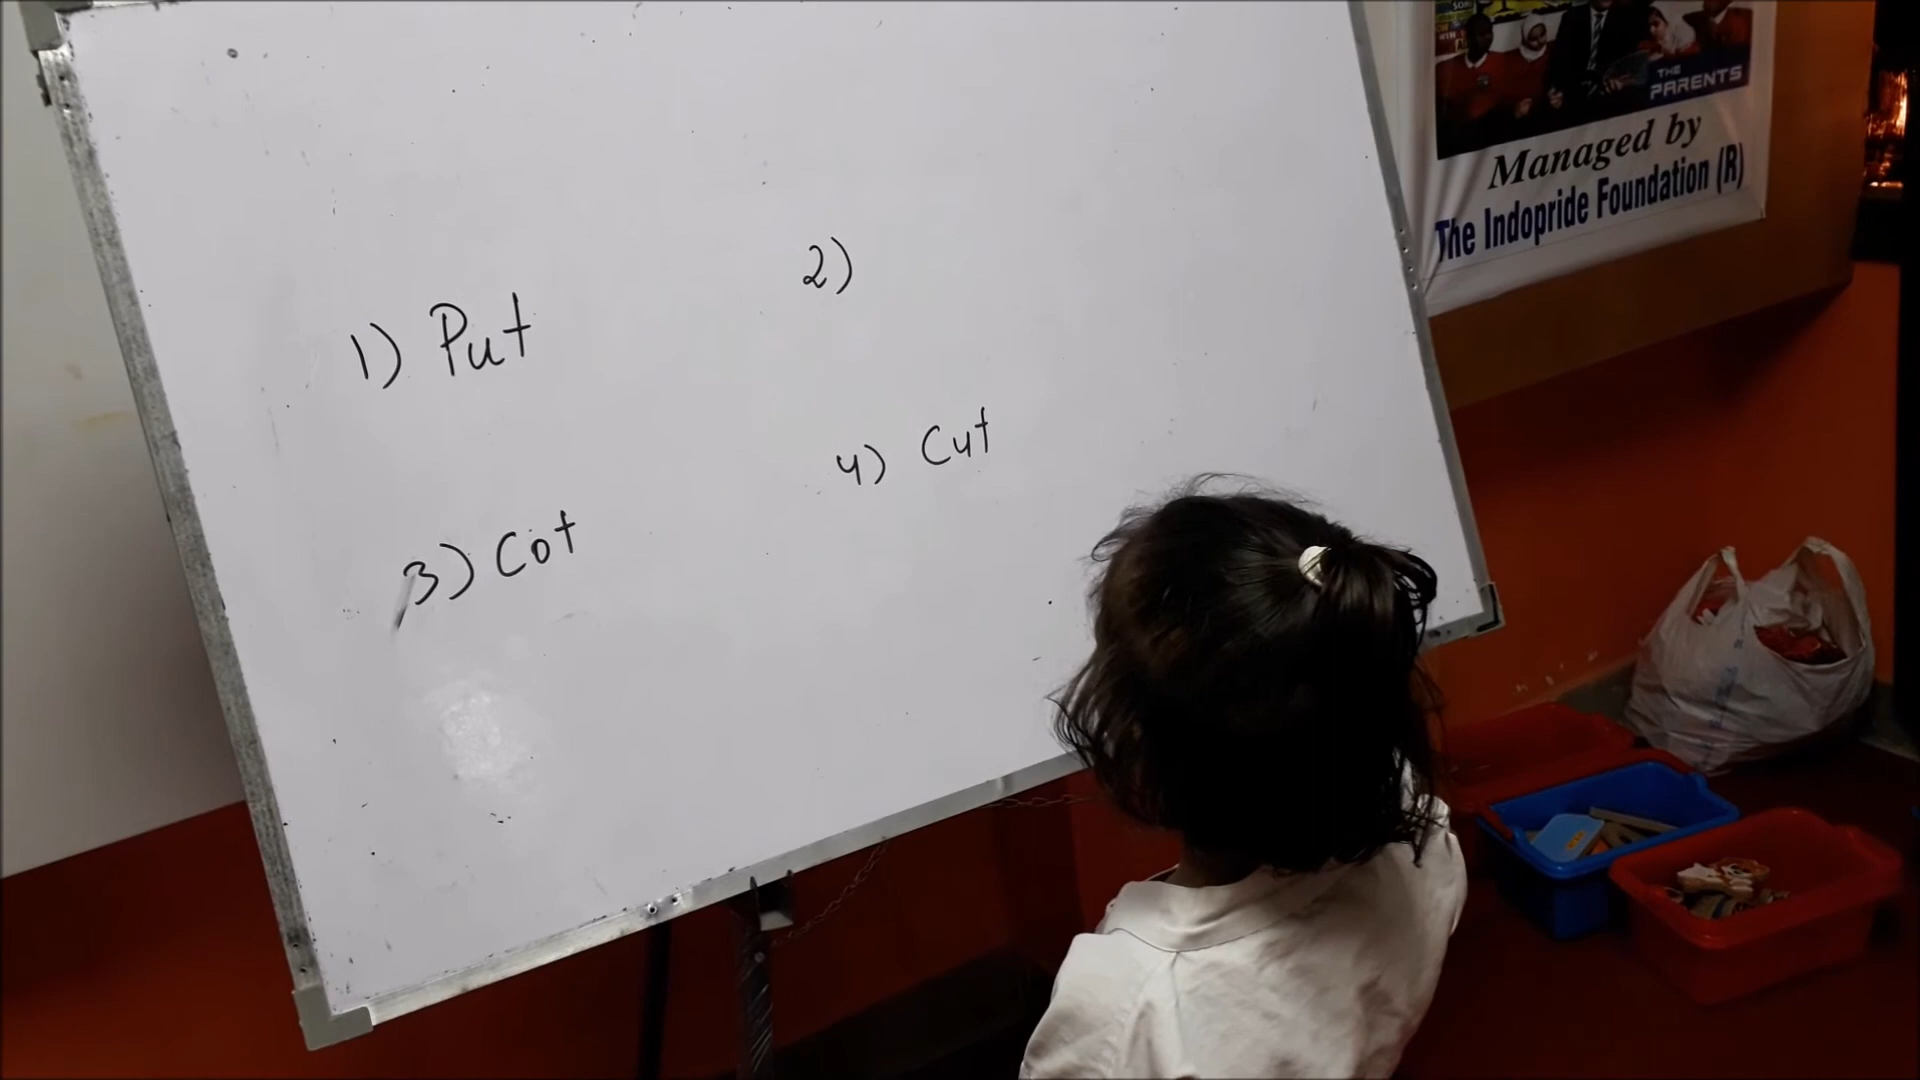 1) Put
2)
3) Cot
4) Cut
THE
PARENTS
Managed by
The Indopride Foundation (R)